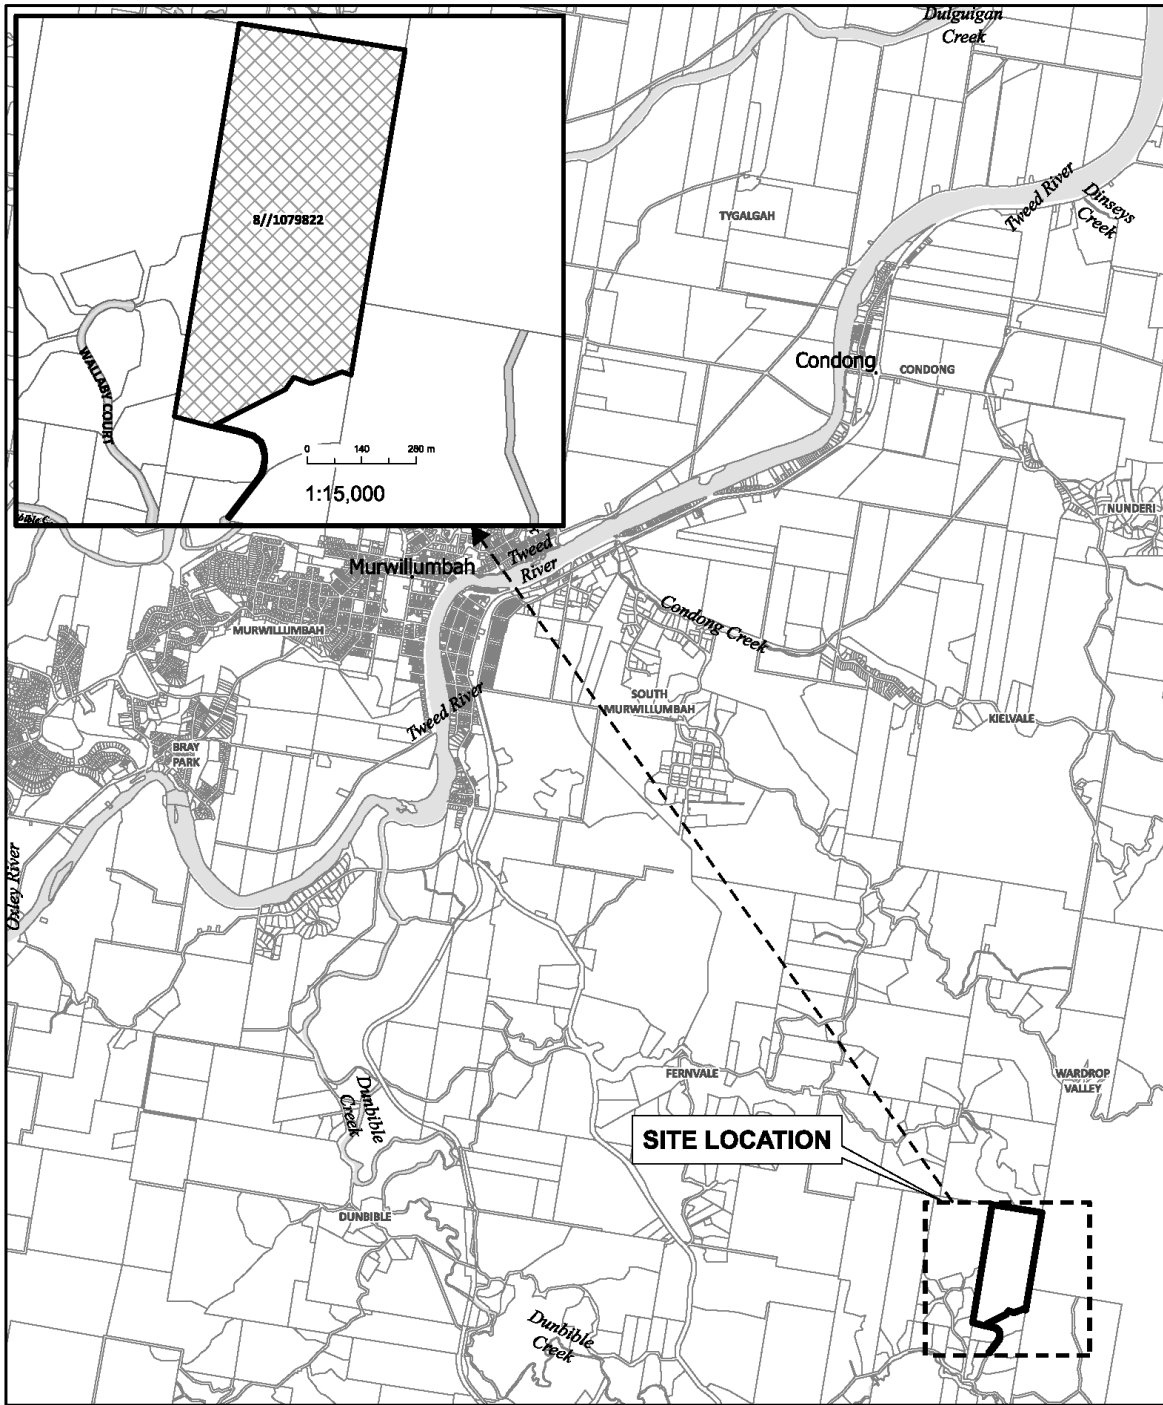 Dulguigan
Creek
8//1079822
WALLABY COURT
0 140 280 m
1:15,000
TYGALGAH
Tweed River
Dinseys
Creek
Condong
CONDONG
NUNDERI
Murwillumbah
Tweed
River
MURWILLUMBAH
Condong Creek
SOUTH
MURWILLUMBAH
KIELVALE
Tweed River
BRAY
PARK
Oxley River
FERNVALE
WARDROP
VALLEY
Dunbible
Creek
SITE LOCATION
DUNBIBLE
Dunbible
Creek